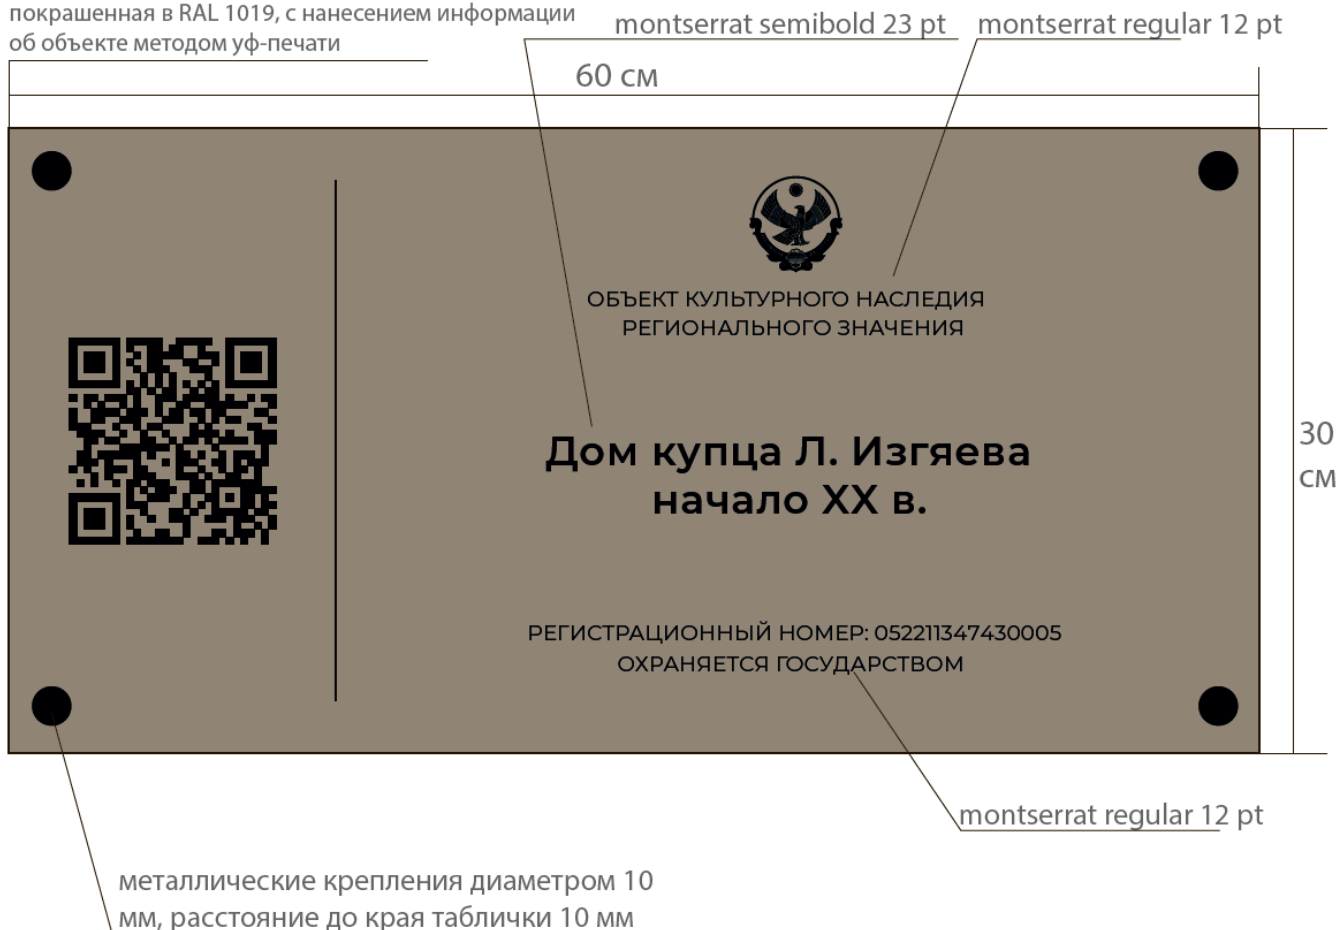 покрашенная в RAL 1019, с нанесением информации
об объекте методом уф-печати
montserrat semibold 23 pt
montserrat regular 12 pt
60 см
ОБЪЕКТ КУЛЬТУРНОГО НАСЛЕДИЯ
РЕГИОНАЛЬНОГО ЗНАЧЕНИЯ
Дом купца Л. Изгяева
начало XX в.
30
см
РЕГИСТРАЦИОННЫЙ НОМЕР: 052211347430005
ОХРАНЯЕТСЯ ГОСУДАРСТВОМ
montserrat regular 12 pt
металлические крепления диаметром 10
мм, расстояние до края таблички 10 мм